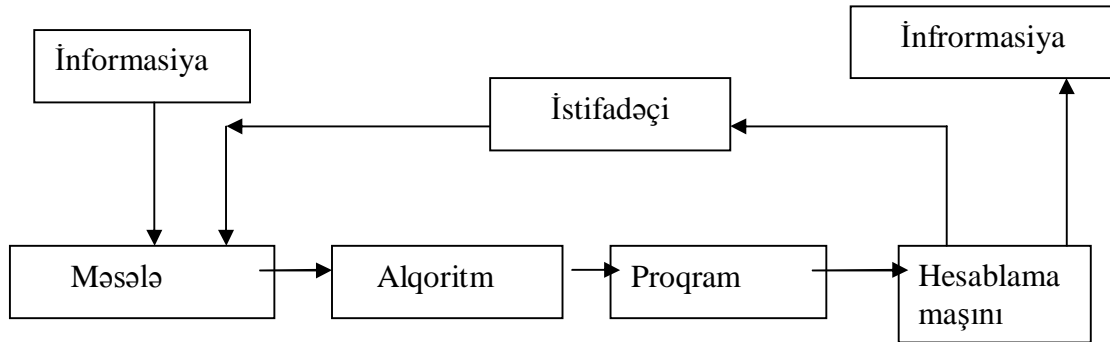 İnformasiya
İnfrormasiya
İstifadəçi
Məsələ
Alqoritm
Proqram
Hesablama
maşını